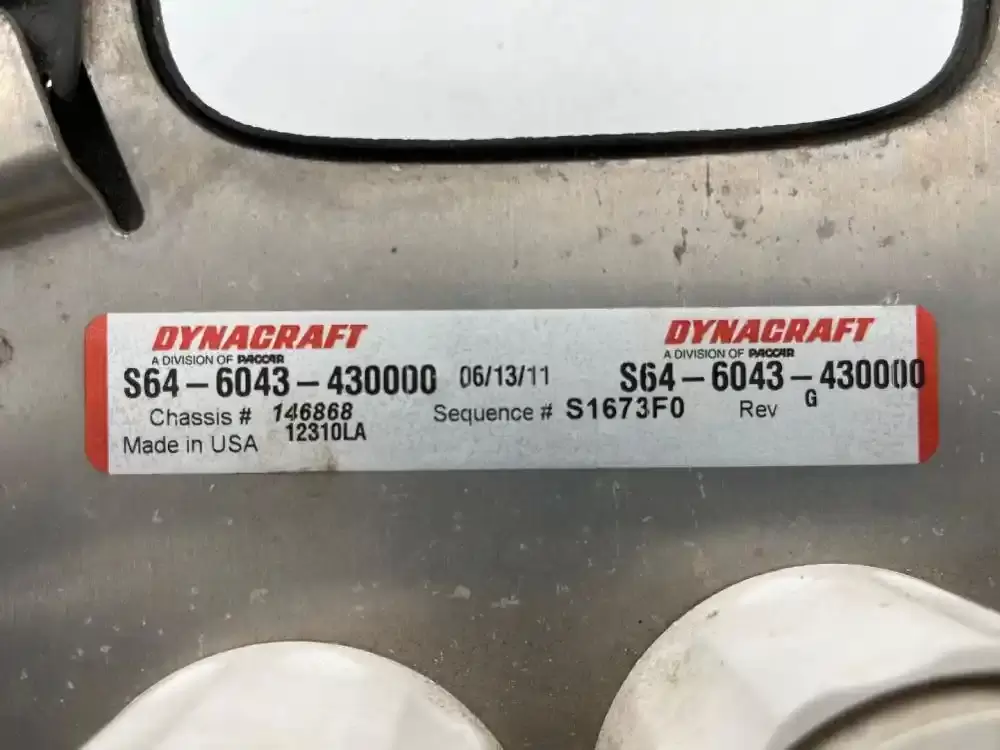 DYNACRAFT DYNACRAFT
A DIVISION OF PACCAR A DIVISION OF PACCAR
S64-6043-430000 06/13/11 S64-6043-430000
Chassis # 146868 Sequence # S1673F0 Rev G
12310LA
Made in USA